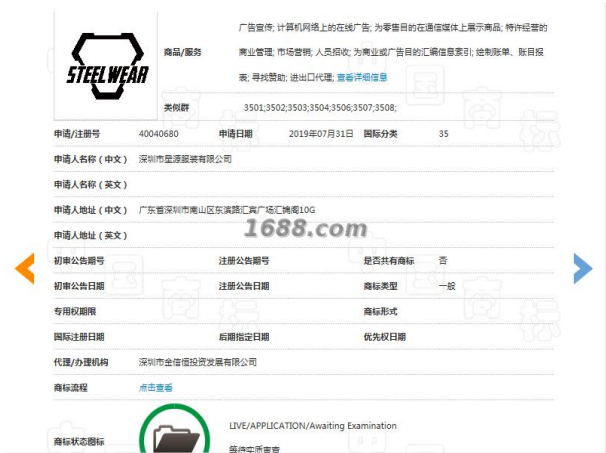 广告宣传; 计算机网络上的在线广告; 为零售目的在通信媒体上展示商品; 特许经营的
商品/服务
商业管理; 市场营销; 人员招收; 为商业或广告目的汇编信息索引; 绘制账单、账目报
表; 寻找赞助; 进出口代理; 查看详细信息
STEELWEAR
类似群 3501;3502;3503;3504;3506;3507;3508;
申请/注册号 40040680 申请日期 2019年07月31日 国际分类 35
申请人名称（中文） 深圳市星源服装有限公司
申请人名称（英文）
申请人地址（中文） 广东省深圳市南山区东滨路汇宾广场汇锦阁10G
1688.com
申请人地址（英文）
初审公告期号 注册公告期号 是否共有商标 否
初审公告日期 注册公告日期 商标类型 一般
专用权期限 商标形式
国际注册日期 后期指定日期 优先权日期
代理/办理机构 深圳市金信恒投资发展有限公司
商标流程 点击查看
LIVE/APPLICATION/Awaiting Examination
商标状态图标
等待实质审查